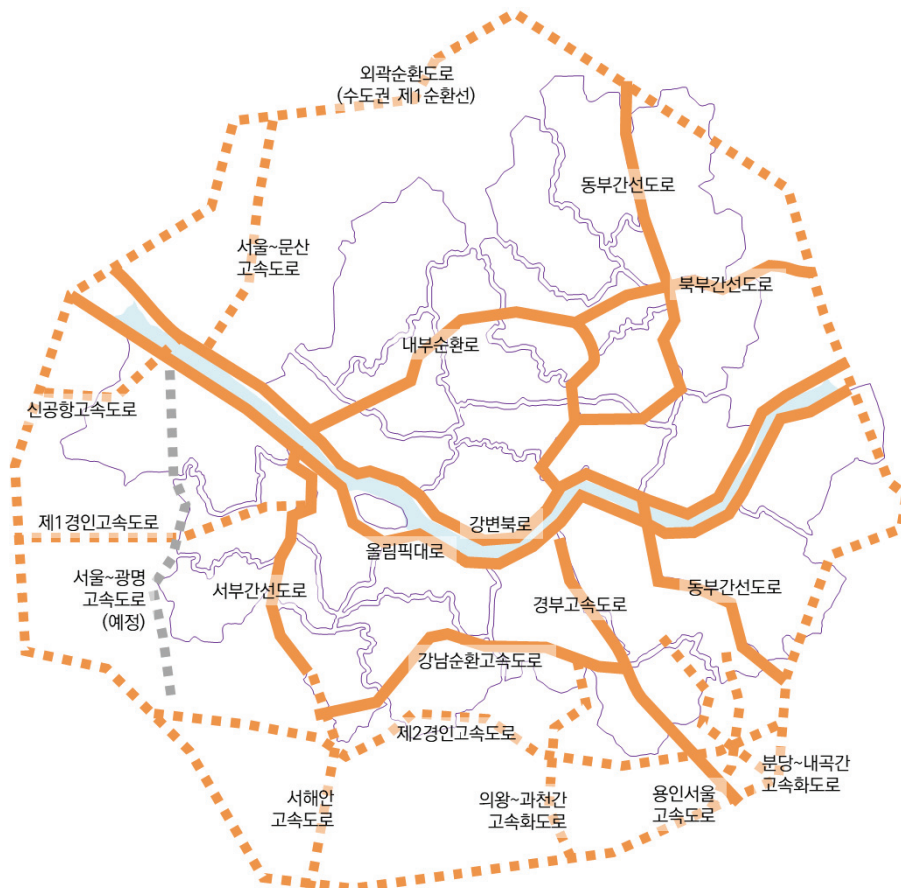 외곽순환도로
(수도권 제1순환선)
동부간선도로
서울~문산
고속도로
북부간선도로
내부순환로
신공항고속도로
제1경인고속도로
강변북로
올림픽대로
서울~광명
고속도로
(예정)
서부간선도로
경부고속도로
동부간선도로
강남순환고속도로
제2경인고속도로
서해안
고속도로
의왕~과천간
고속화도로
용인서울
고속도로
분당~내곡간
고속화도로